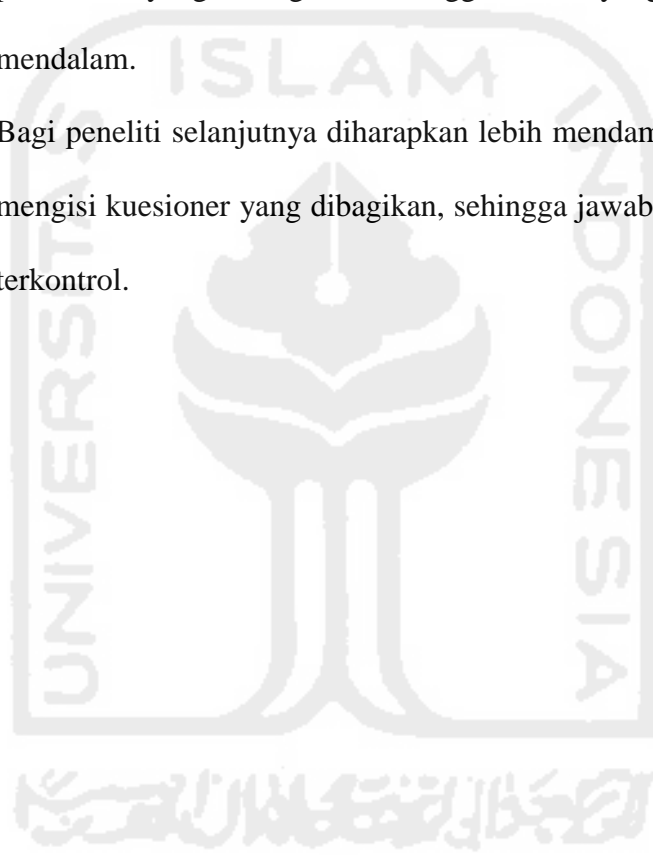 mendalam.
Bagi peneliti selanjutnya diharapkan lebih mendam
mengisi kuesioner yang dibagikan, sehingga jawab
terkontrol.
ISLAM
UNIVERSITAS
INDONESIA